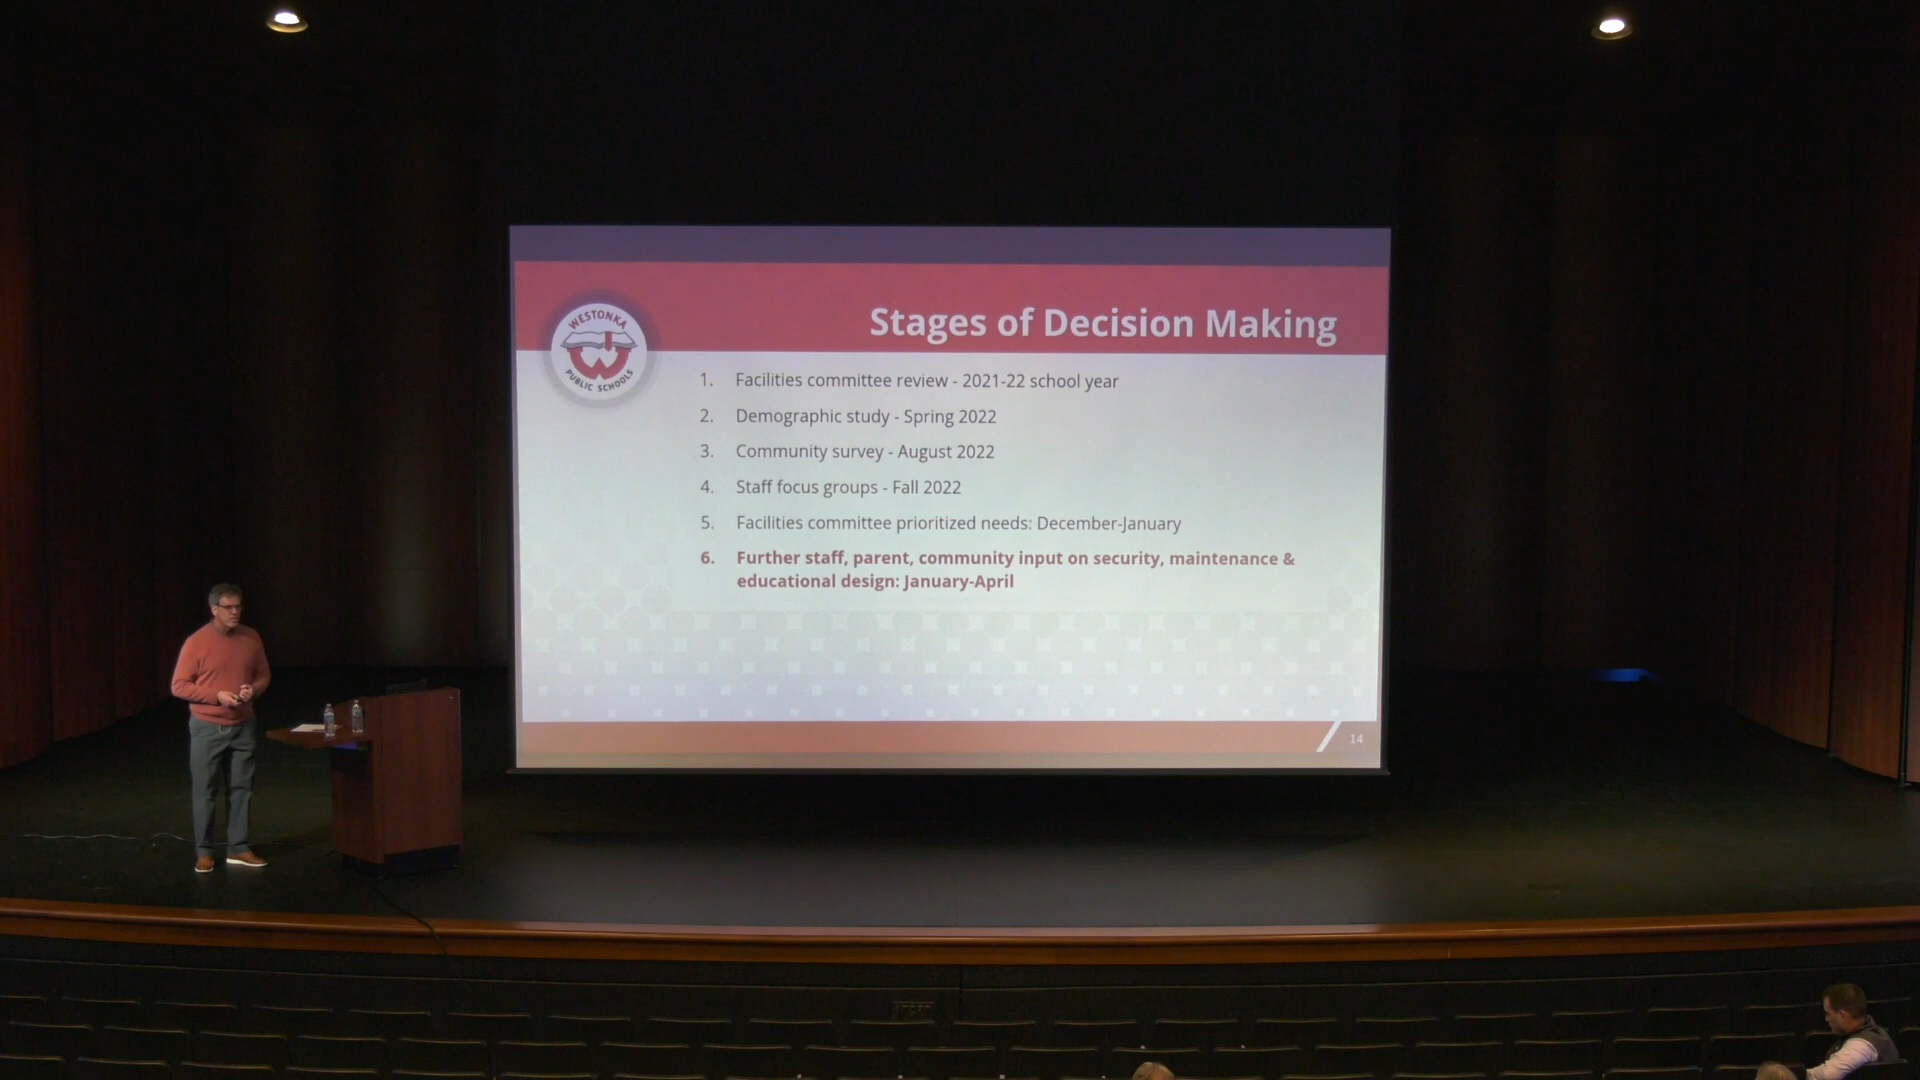 WESTONKA
PUBLIC SCHOOLS
Stages of Decision Making
1. Facilities committee review - 2021-22 school year
2. Demographic study - Spring 2022
3. Community survey - August 2022
4. Staff focus groups - Fall 2022
5. Facilities committee prioritized needs: December-January
6. Further staff, parent, community input on security, maintenance &
educational design: January-April
14